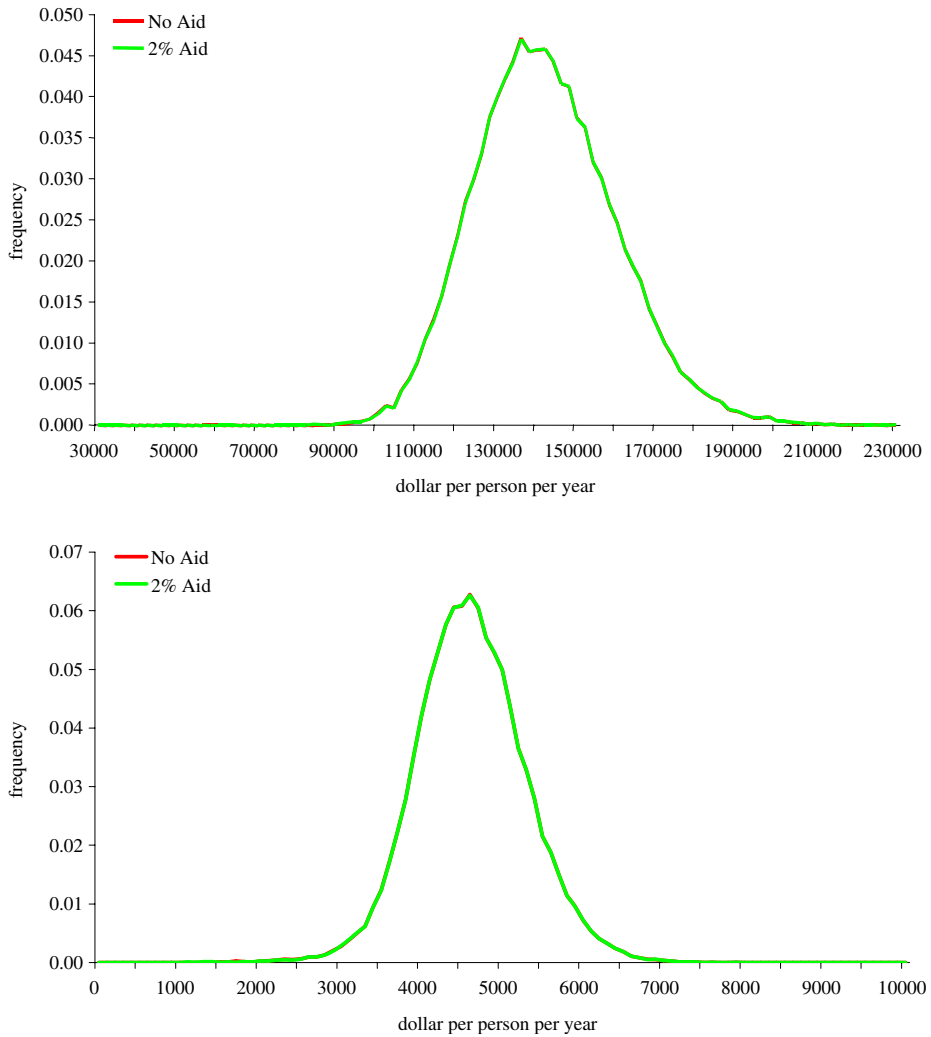 0.050
No Aid
2% Aid
0.045
0.040
0.035
0.030
0.025
0.020
0.015
0.010
0.005
0.000
frequency
30000 50000 70000 90000 110000 130000 150000 170000 190000 210000 230000
dollar per person per year
0.07
No Aid
2% Aid
0.06
0.05
0.04
0.03
0.02
0.01
0.00
frequency
0 1000 2000 3000 4000 5000 6000 7000 8000 9000 10000
dollar per person per year